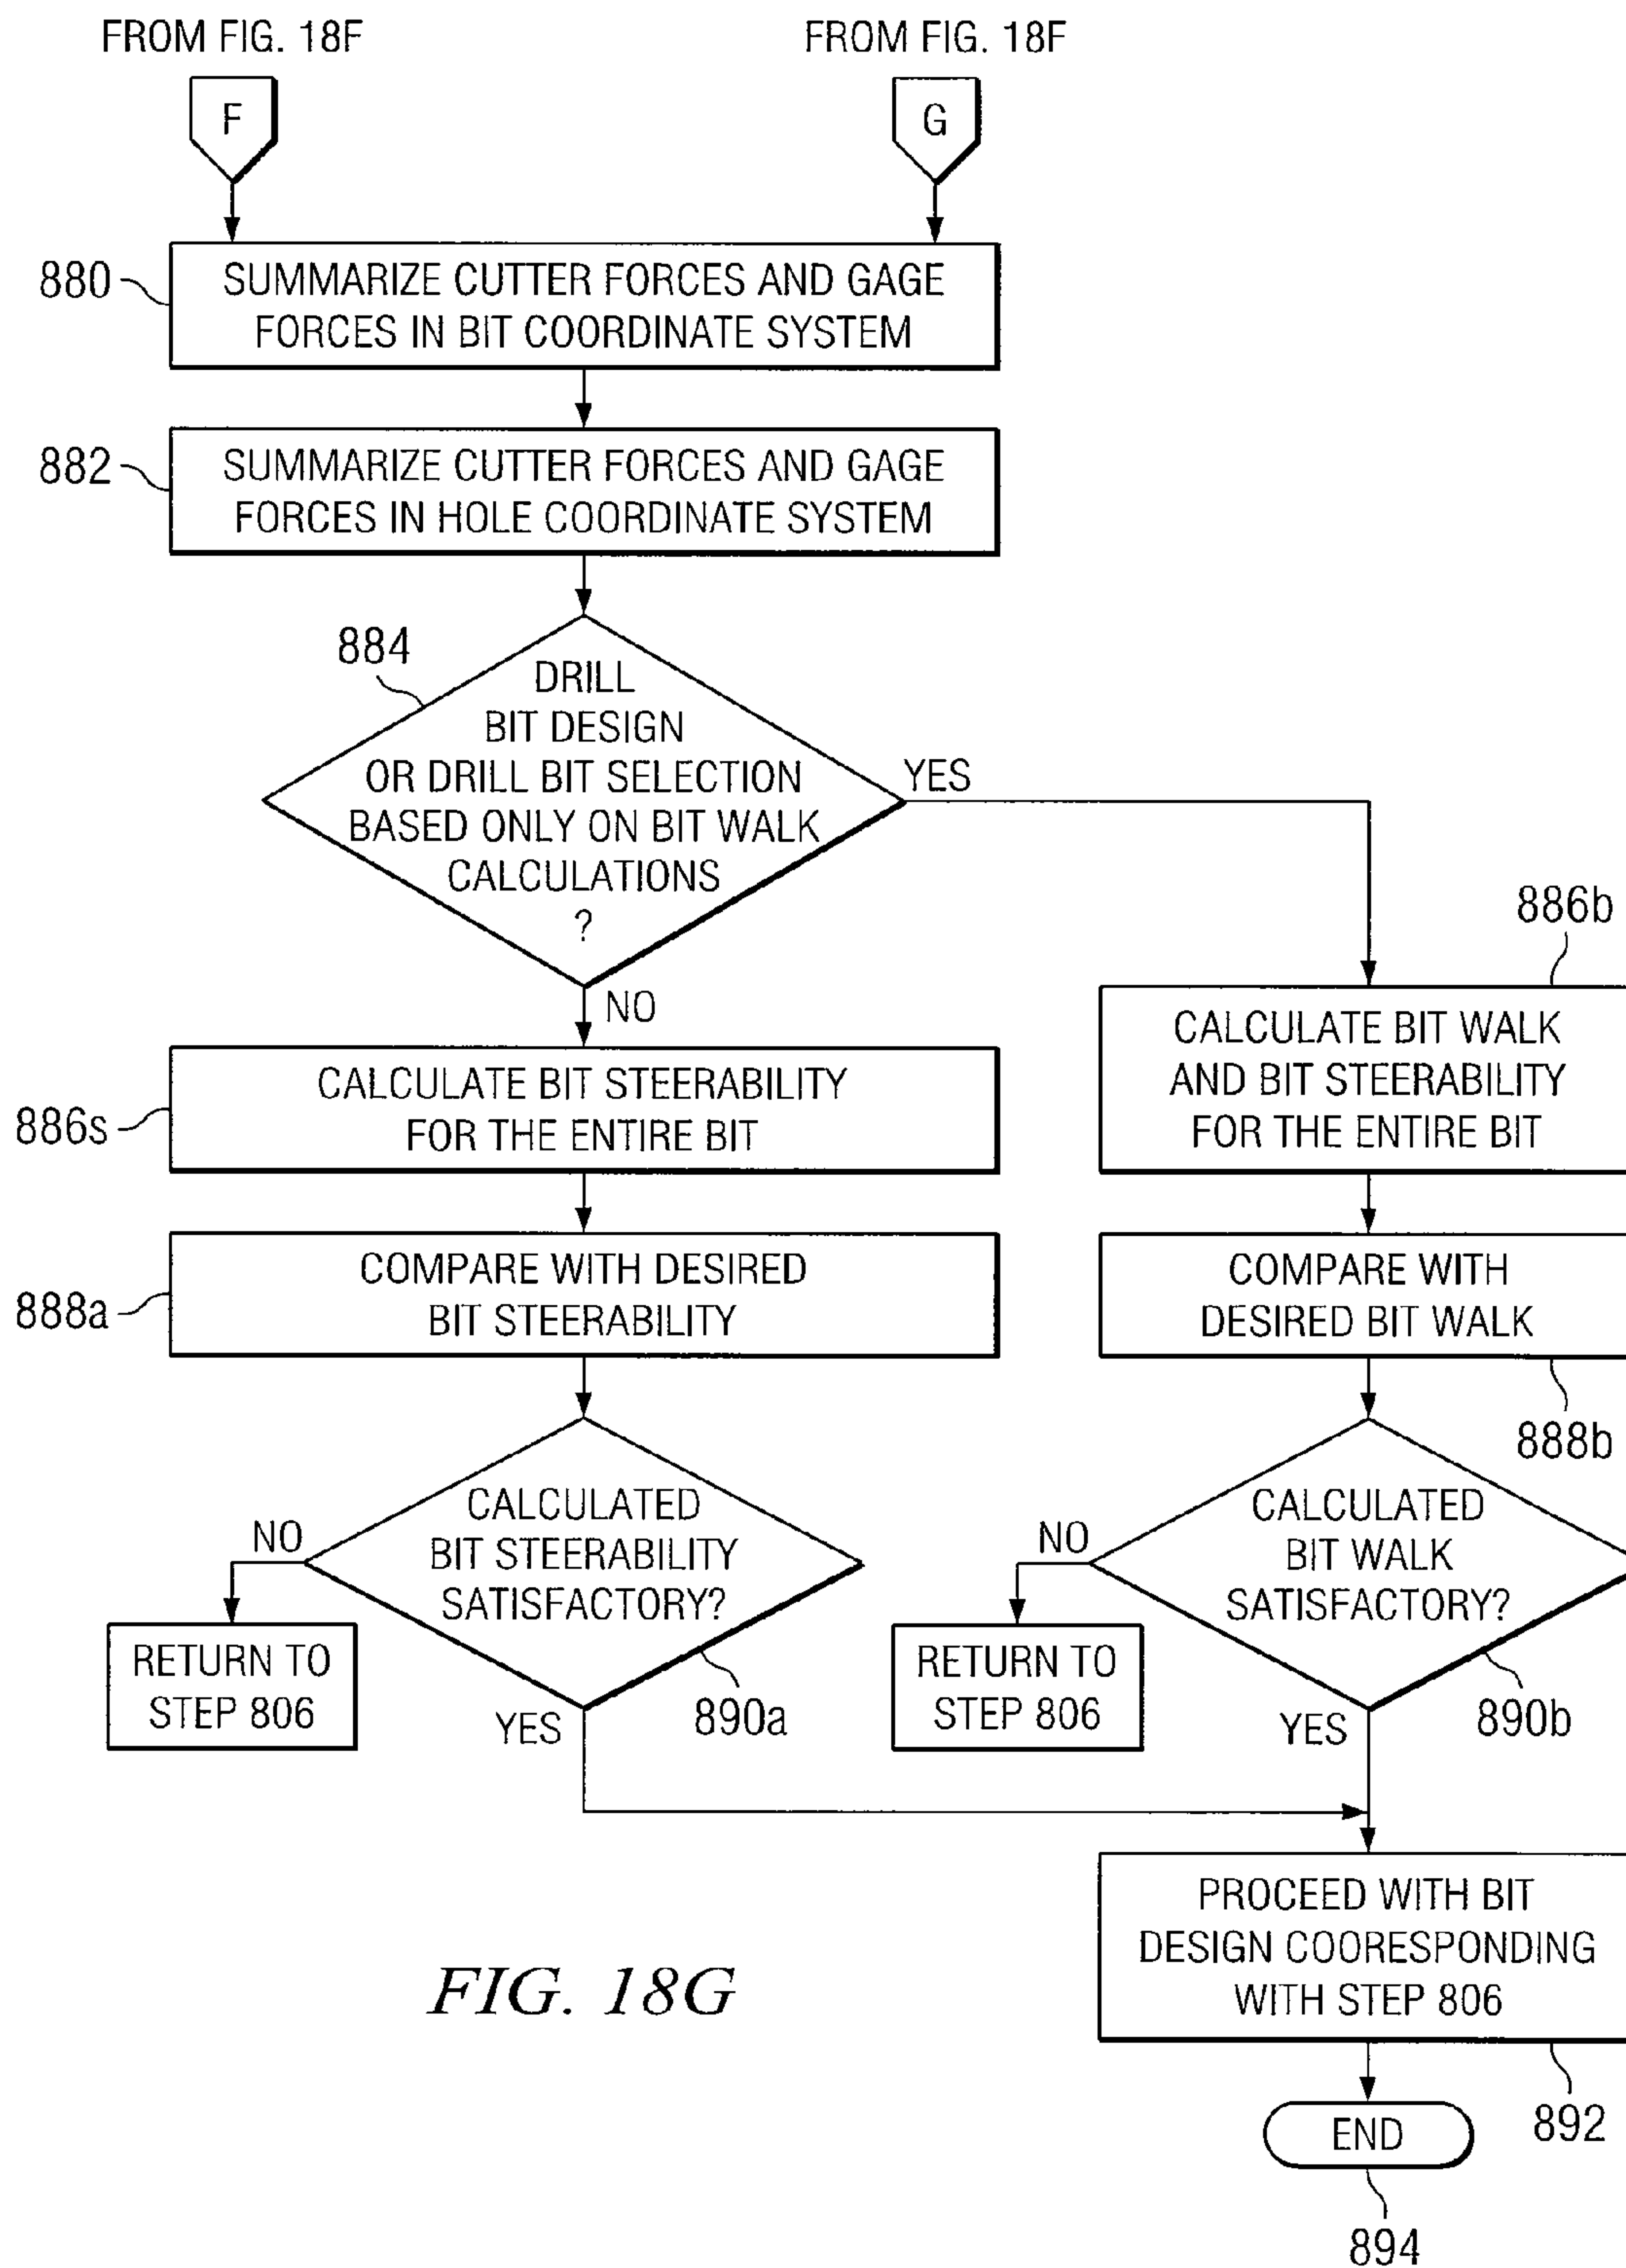 FROM FIG. 18F
FROM FIG. 18F
F
G
880
SUMMARIZE CUTTER FORCES AND GAGE
FORCES IN BIT COORDINATE SYSTEM
882
SUMMARIZE CUTTER FORCES AND GAGE
FORCES IN HOLE COORDINATE SYSTEM
884
DRILL
BIT DESIGN
OR DRILL BIT SELECTION
BASED ONLY ON BIT WALK
CALCULATIONS
?
YES
NO
886b
CALCULATE BIT WALK
AND BIT STEERABILITY
FOR THE ENTIRE BIT
886s
CALCULATE BIT STEERABILITY
FOR THE ENTIRE BIT
888a
COMPARE WITH DESIRED
BIT STEERABILITY
COMPARE WITH
DESIRED BIT WALK
888b
CALCULATED
BIT STEERABILITY
SATISFACTORY?
NO
RETURN TO
STEP 806
YES
890a
CALCULATED
BIT WALK
SATISFACTORY?
NO
RETURN TO
STEP 806
YES
890b
PROCEED WITH BIT
DESIGN COORESPONDING
WITH STEP 806
892
END
894
FIG. 18G